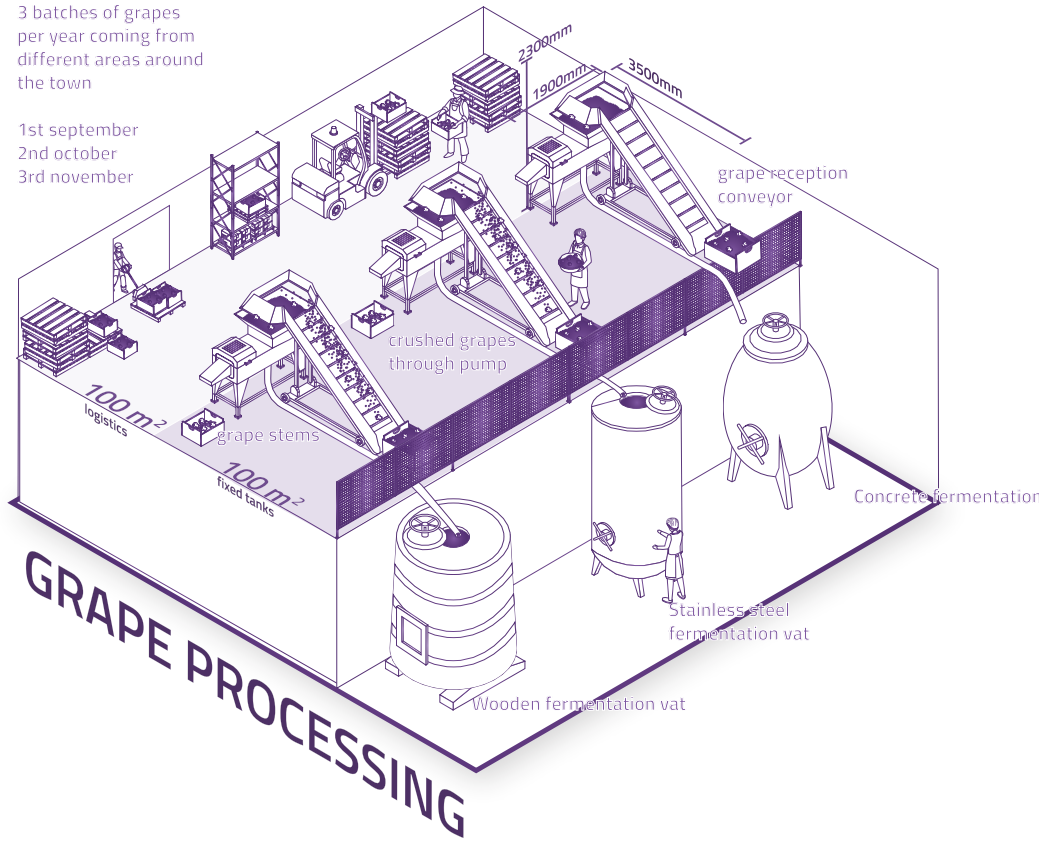 3 batches of grapes
per year coming from
different areas around
the town
1st september
2nd october
3rd november
2300mm
1900mm
3500mm
grape reception
conveyor
crushed grapes
through pump
100 m²
logistics
grape stems
100 m²
fixed tanks
Concrete fermentation
Stainless steel
fermentation vat
Wooden fermentation vat
GRAPE PROCESSING